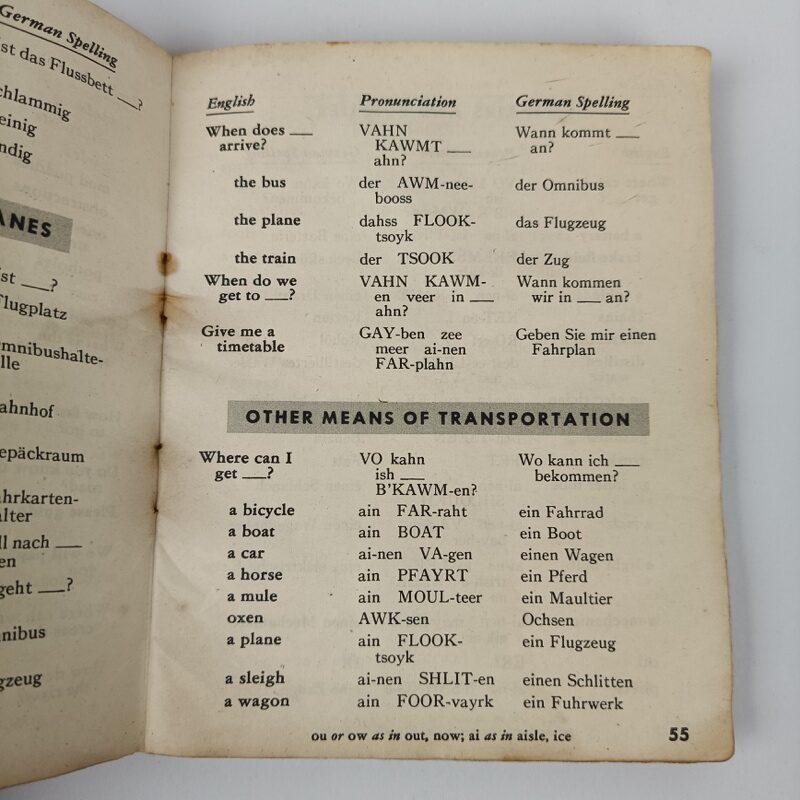 German Spelling
ist das Flussbett ___?
chlammig
einig
ndig
ANES
ist ___?
Flugplatz
mnibushalte-
lle
ahnhof
epäckraum
ahrkarten-
alter
ll nach ___
en
geht ___?
nibus
gzeug
English Pronunciation German Spelling
When does ___ VAHN Wann kommt ___
arrive? KAWMT ___ an?
ahn?
the bus der AWM-nee- der Omnibus
booss
the plane dahss FLOOK- das Flugzeug
tsoyk
the train der TSOOK der Zug
When do we VAHN KAWM- Wann kommen
get to ___? en veer in ___ wir in ___ an?
ahn?
Give me a GAY-ben zee Geben Sie mir einen
timetable meer ai-nen Fahrplan
FAR-plahn
OTHER MEANS OF TRANSPORTATION
Where can I VO kahn Wo kann ich ___
get ___? ish ___ bekommen?
B'KAWM-en?
a bicycle ain FAR-raht ein Fahrrad
a boat ain BOAT ein Boot
a car ai-nen VA-gen einen Wagen
a horse ain PFAYRT ein Pferd
a mule ain MOUL-teer ein Maultier
oxen AWK-sen Ochsen
a plane ain FLOOK- ein Flugzeug
tsoyk
a sleigh ai-nen SHLIT-en einen Schlitten
a wagon ain FOOR-vayrk ein Fuhrwerk
ou or ow as in out, now; ai as in aisle, ice 55